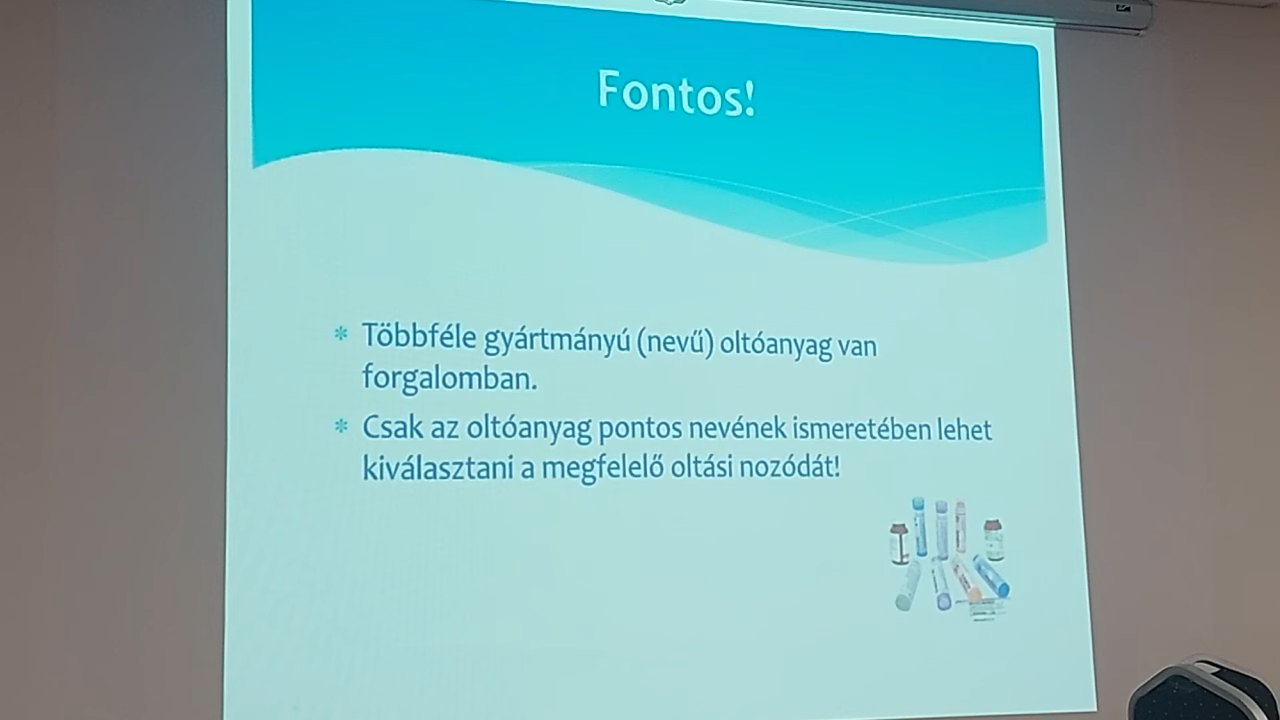 Fontos!
* Többféle gyártmányú (nevű) oltóanyag van
forgalomban.
* Csak az oltóanyag pontos nevének ismeretében lehet
kiválasztani a megfelelő oltási nozódát!